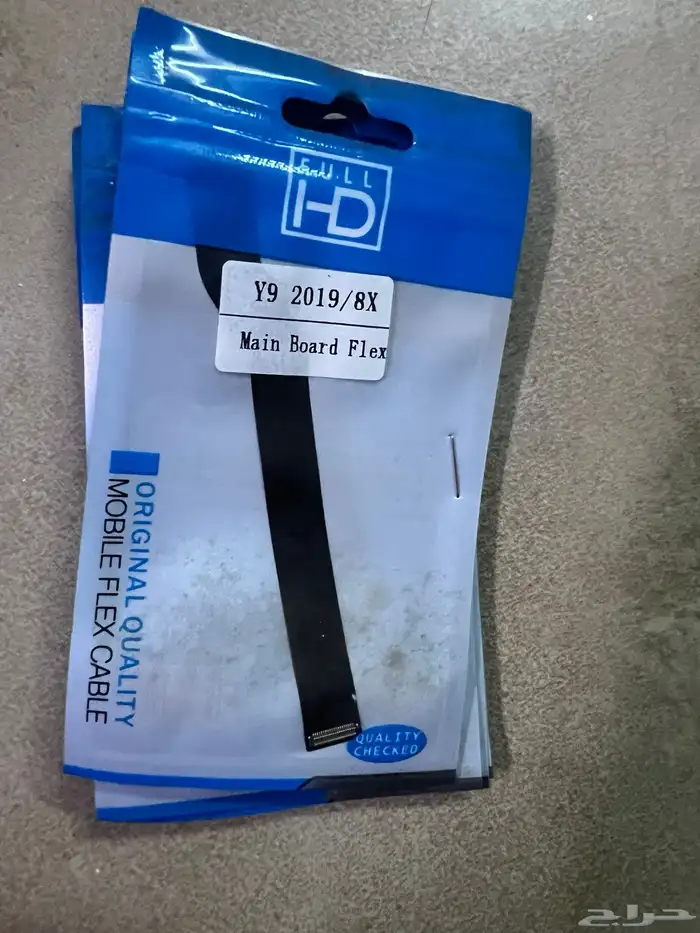 FULL
HD
Y9 2019/8X
Main Board Flex
ORIGINAL QUALITY
MOBILE FLEX CABLE
QUALITY
CHECKED
حراج